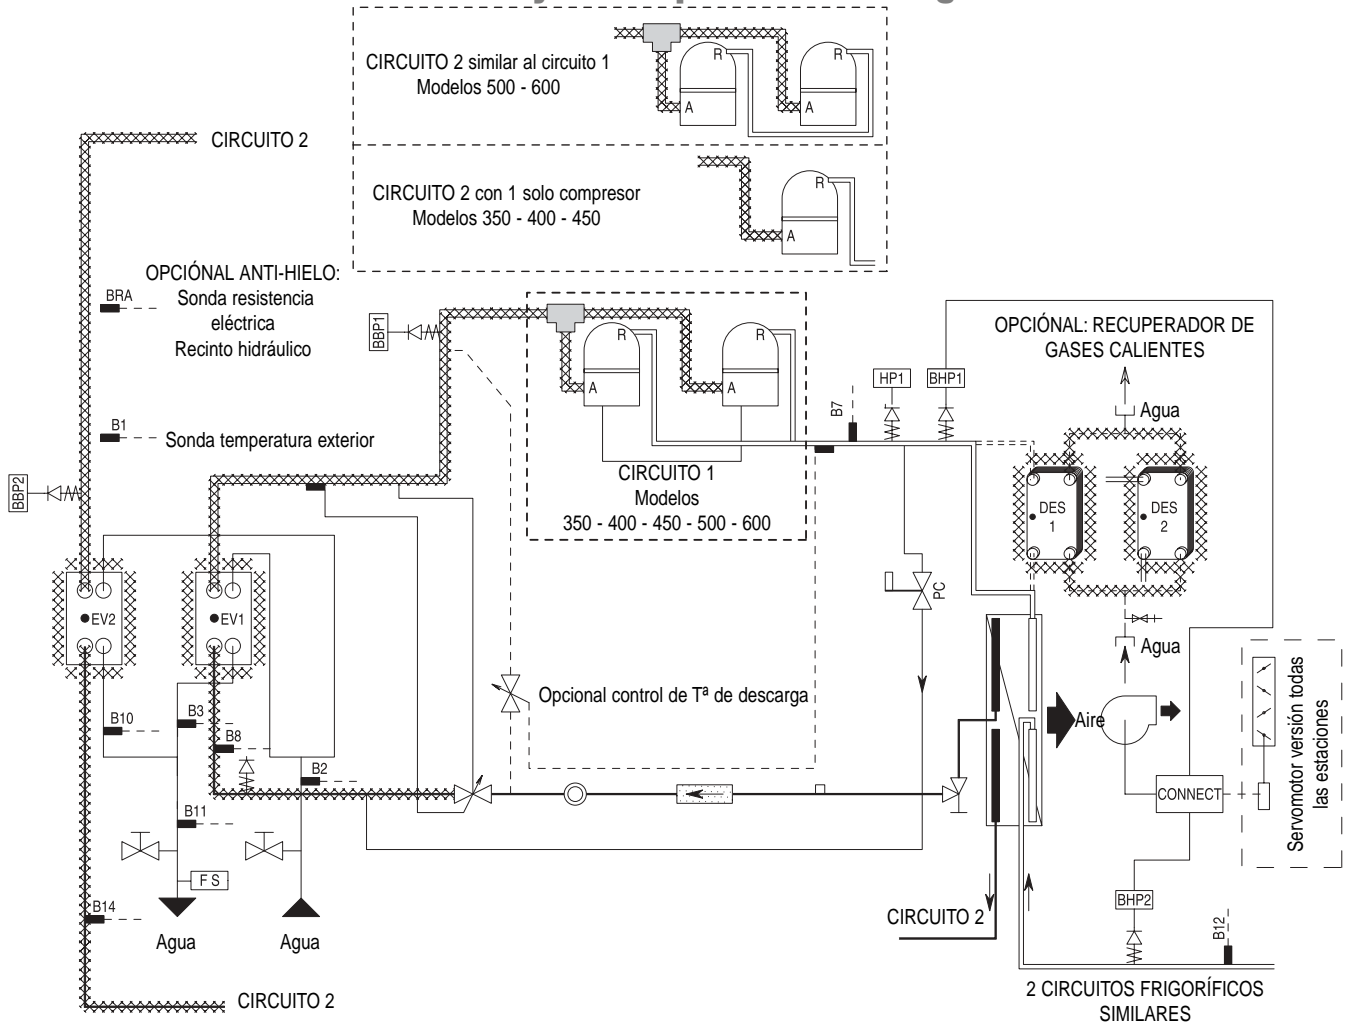 R
R
CIRCUITO 2 similar al circuito 1
Modelos 500 - 600
A
A
CIRCUITO 2
R
CIRCUITO 2 con 1 solo compresor
Modelos 350 - 400 - 450
A
OPCIÓNAL ANTI-HIELO:
BRA
Sonda resistencia
eléctrica
Recinto hidráulico
BBP1
R
R
A
A
OPCIÓNAL: RECUPERADOR DE
GASES CALIENTES
HP1
BHP1
B7
Agua
B1
Sonda temperatura exterior
CIRCUITO 1
Modelos
350 - 400 - 450 - 500 - 600
BBP2
DES
1
DES
2
PC
EV2
EV1
Agua
Opcional control de Tª de descarga
B10
B3
B8
B2
Aire
Servomotor versión todas
las estaciones
CONNECT
B11
F S
B14
BHP2
B12
CIRCUITO 2
Agua
Agua
CIRCUITO 2
2 CIRCUITOS FRIGORÍFICOS
SIMILARES